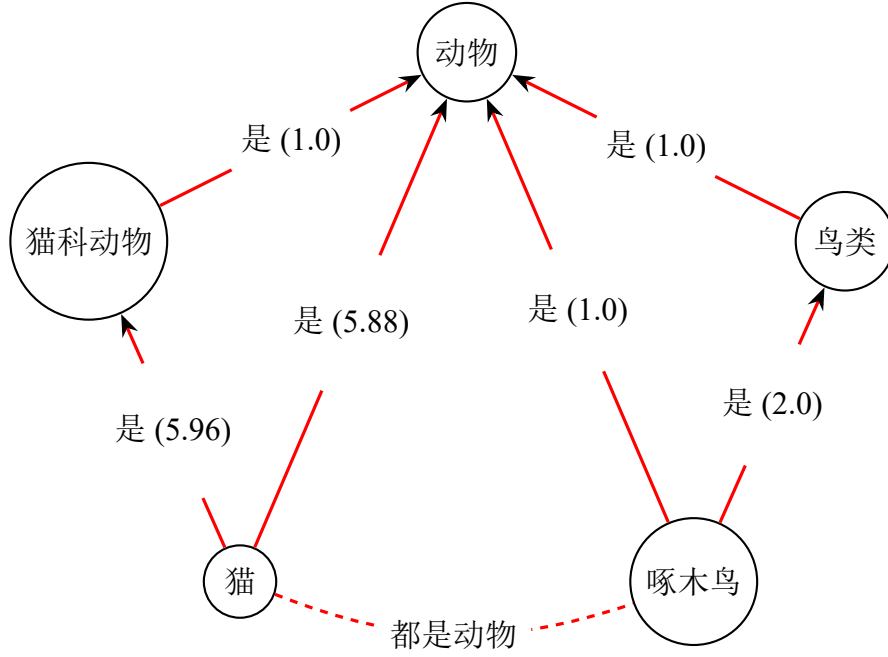 动物
是 (1.0)
是 (1.0)
猫科动物
鸟类
是 (5.88)
是 (1.0)
是 (5.96)
是 (2.0)
猫
啄木鸟
都是动物